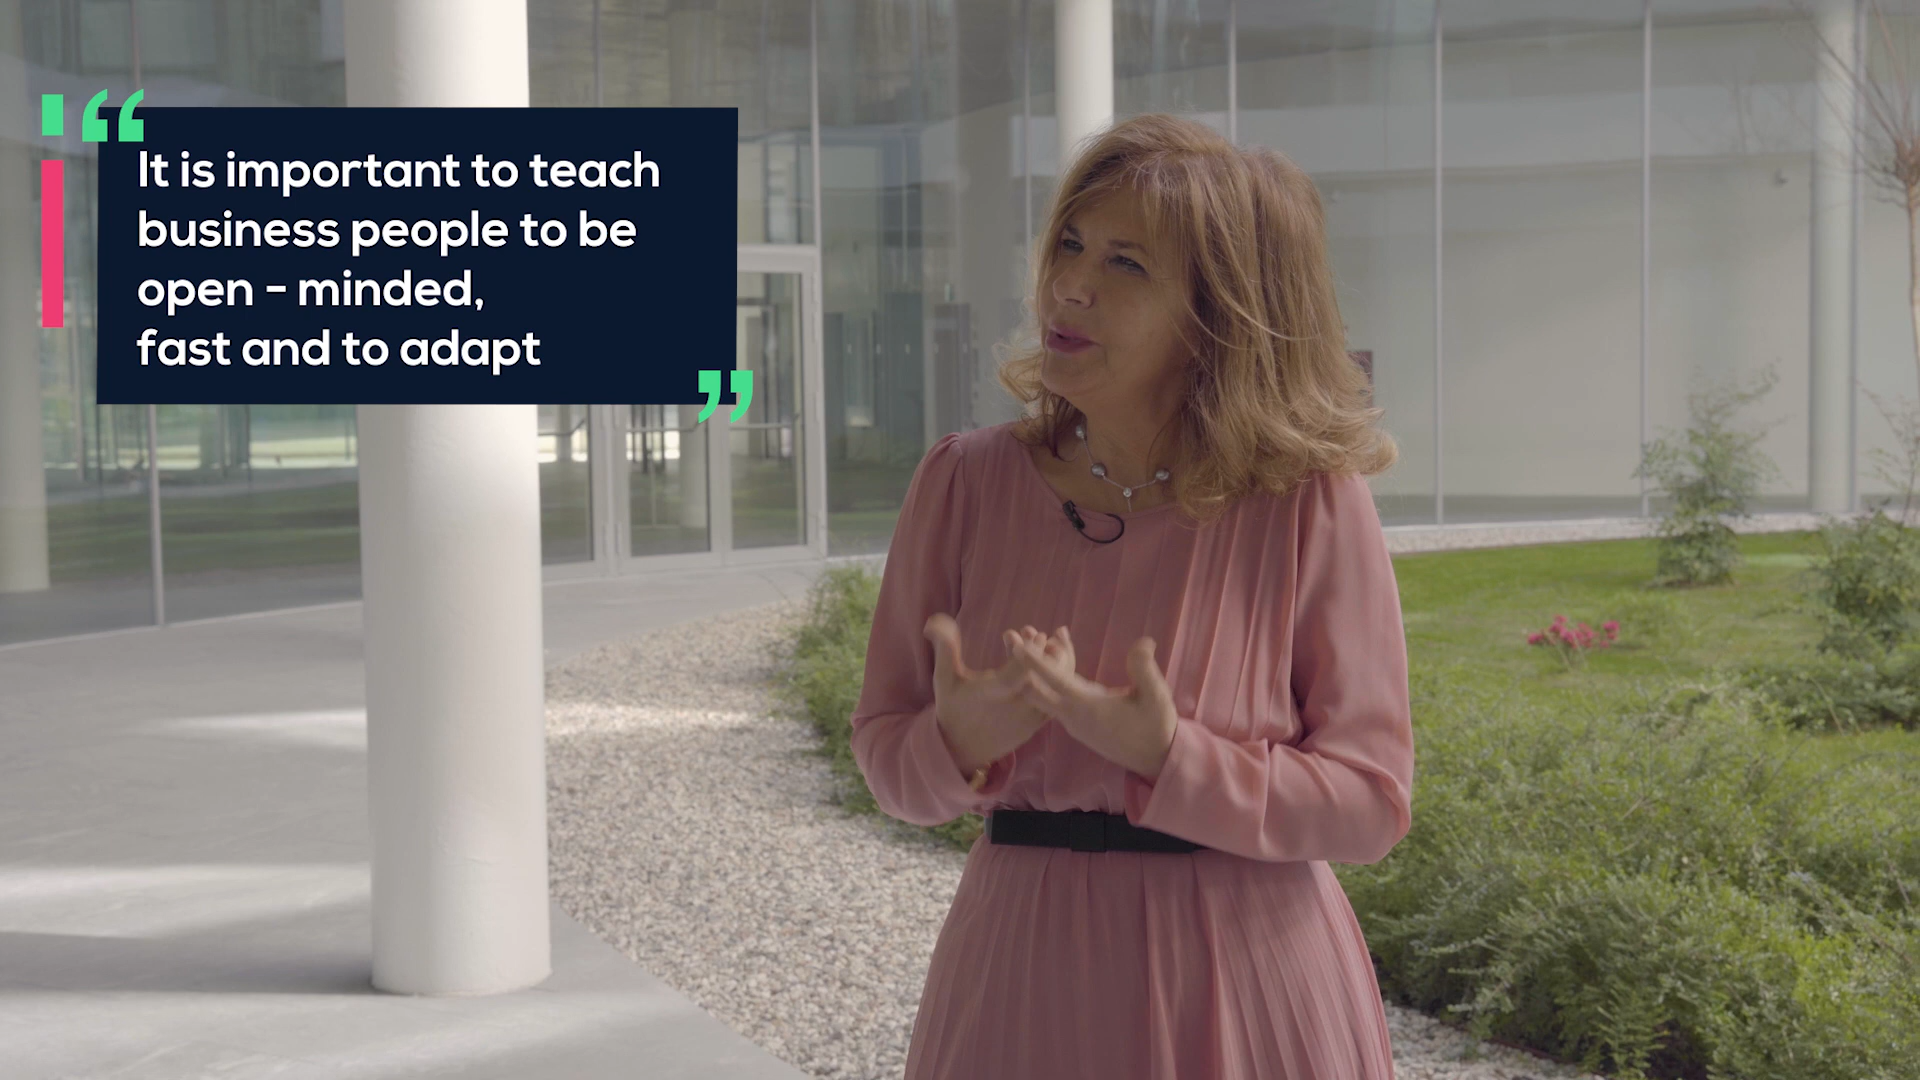 “It is important to teach
business people to be
open - minded,
fast and to adapt”